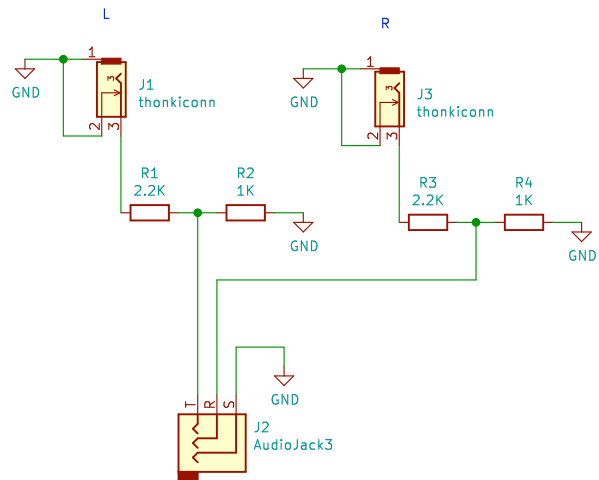 L
R
1
3
J1
thonkiconn
GND
2
3
1
3
J3
thonkiconn
GND
2
3
R1
2.2K
R2
1K
GND
R3
2.2K
R4
1K
GND
GND
T
R
S
J2
AudioJack3